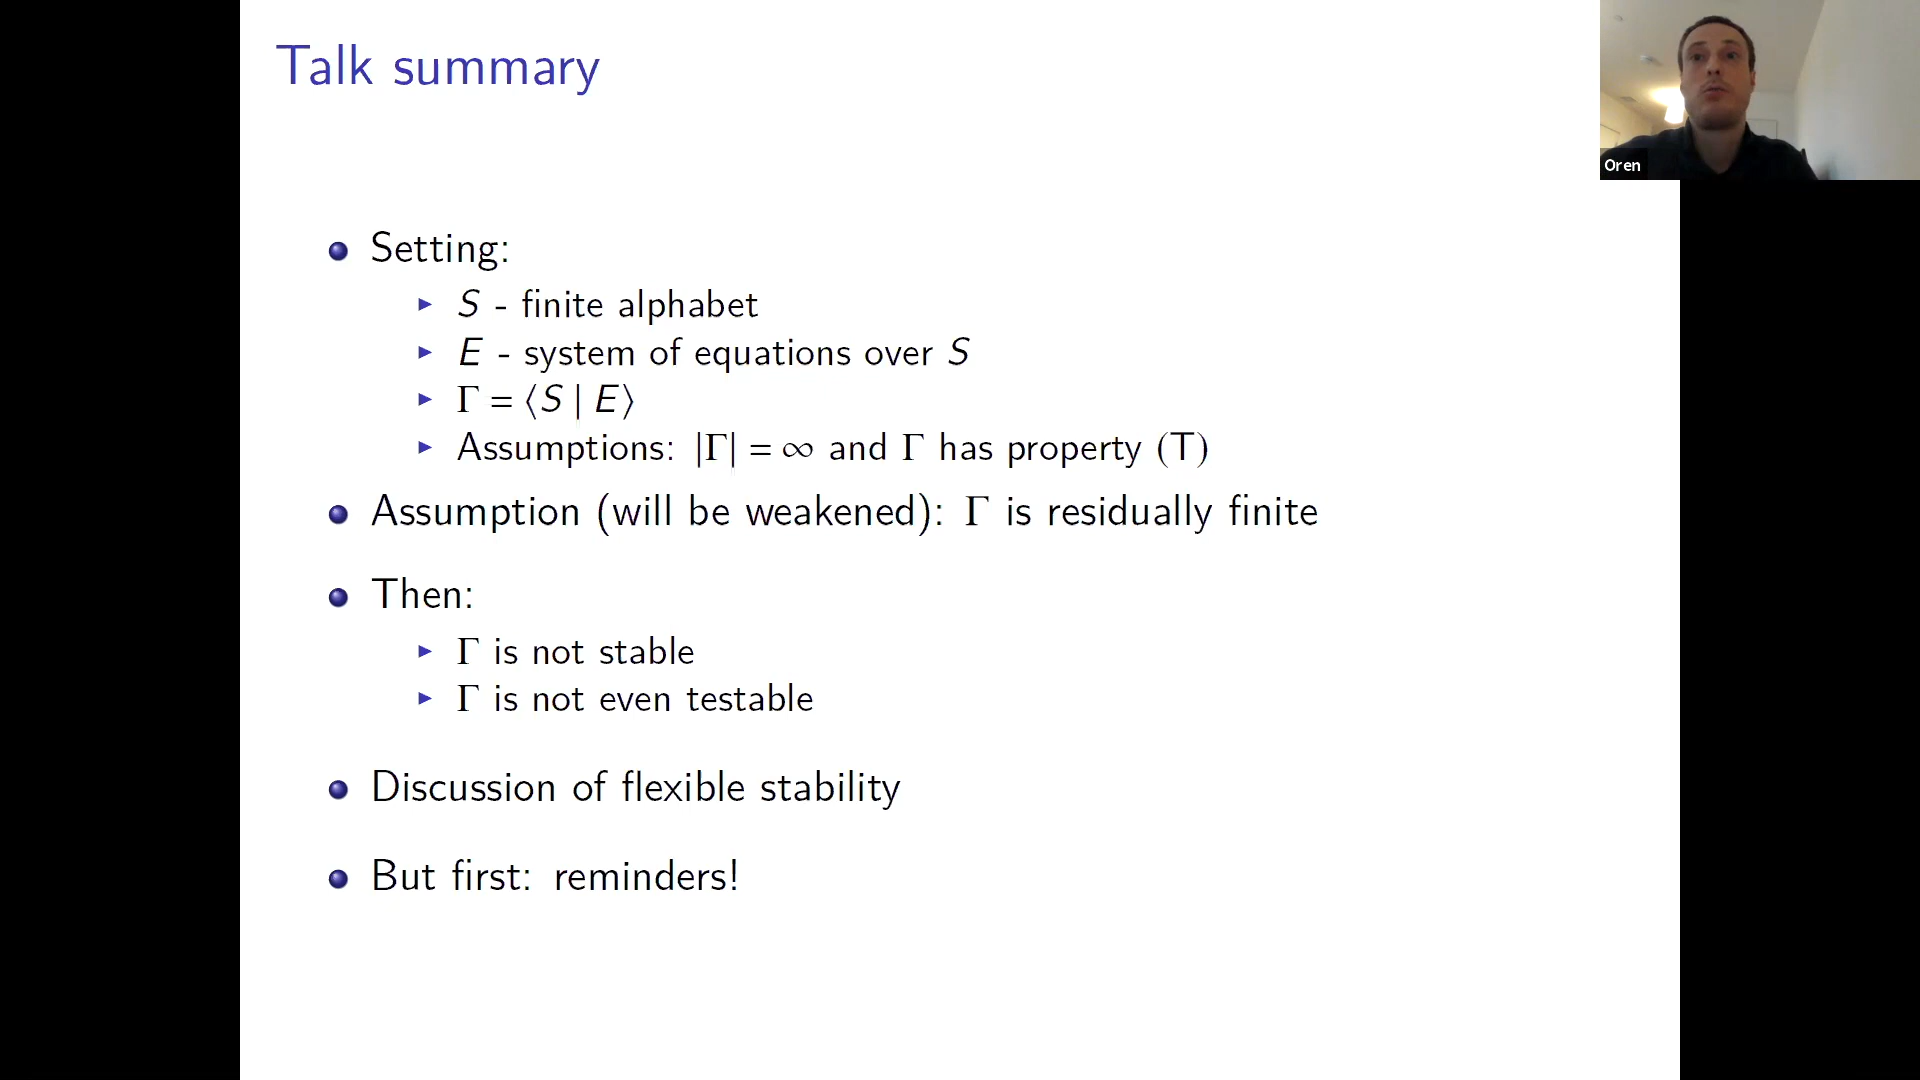 Talk summary
Oren
Setting:
S - finite alphabet
E - system of equations over S
Γ = ⟨S | E⟩
Assumptions: |Γ| = ∞ and Γ has property (T)
Assumption (will be weakened): Γ is residually finite
Then:
Γ is not stable
Γ is not even testable
Discussion of flexible stability
But first: reminders!